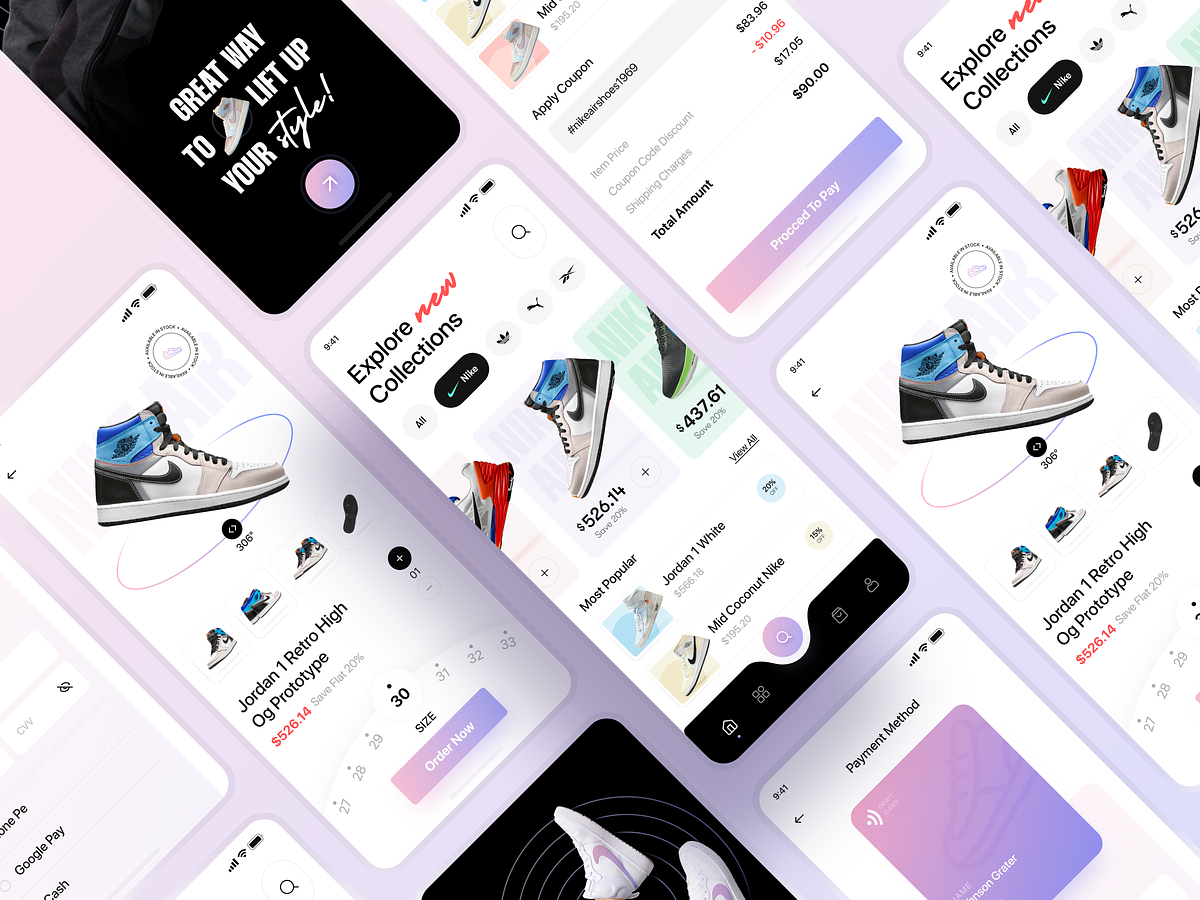 GREAT WAY
TO LIFT UP
YOUR style!
Mid
$195.20
Apply Coupon
#nikeairshoes1969
Item Price
$83.96
Coupon Code Discount
- $10.96
Shipping Charges
$17.05
Total Amount
$90.00
Procced To Pay
9:41
Explore new
Collections
All
Nike
$526
Save
Most P
9:41
Explore new
Collections
All
Nike
$526.14
Save 20%
$437.61
Save 20%
Most Popular
View All
Jordan 1 White
$566.18
20%
OFF
Mid Coconut Nike
$195.20
15%
OFF
AVAILABLE IN STOCK • AVAILABLE IN STOCK •
NIKE AIR
306°
01
Jordan 1 Retro High
Og Prototype
$526.14 Save Flat 20%
27
28
29
30
31
32
33
SIZE
Order Now
9:41
AVAILABLE IN STOCK • AVAILABLE IN STOCK •
306°
Jordan 1 Retro High
Og Prototype
$526.14 Save Flat 20%
27
28
29
CVV
one Pe
Google Pay
Cash
9:41
Payment Method
DEBIT
CARD
NAME
enson Grater